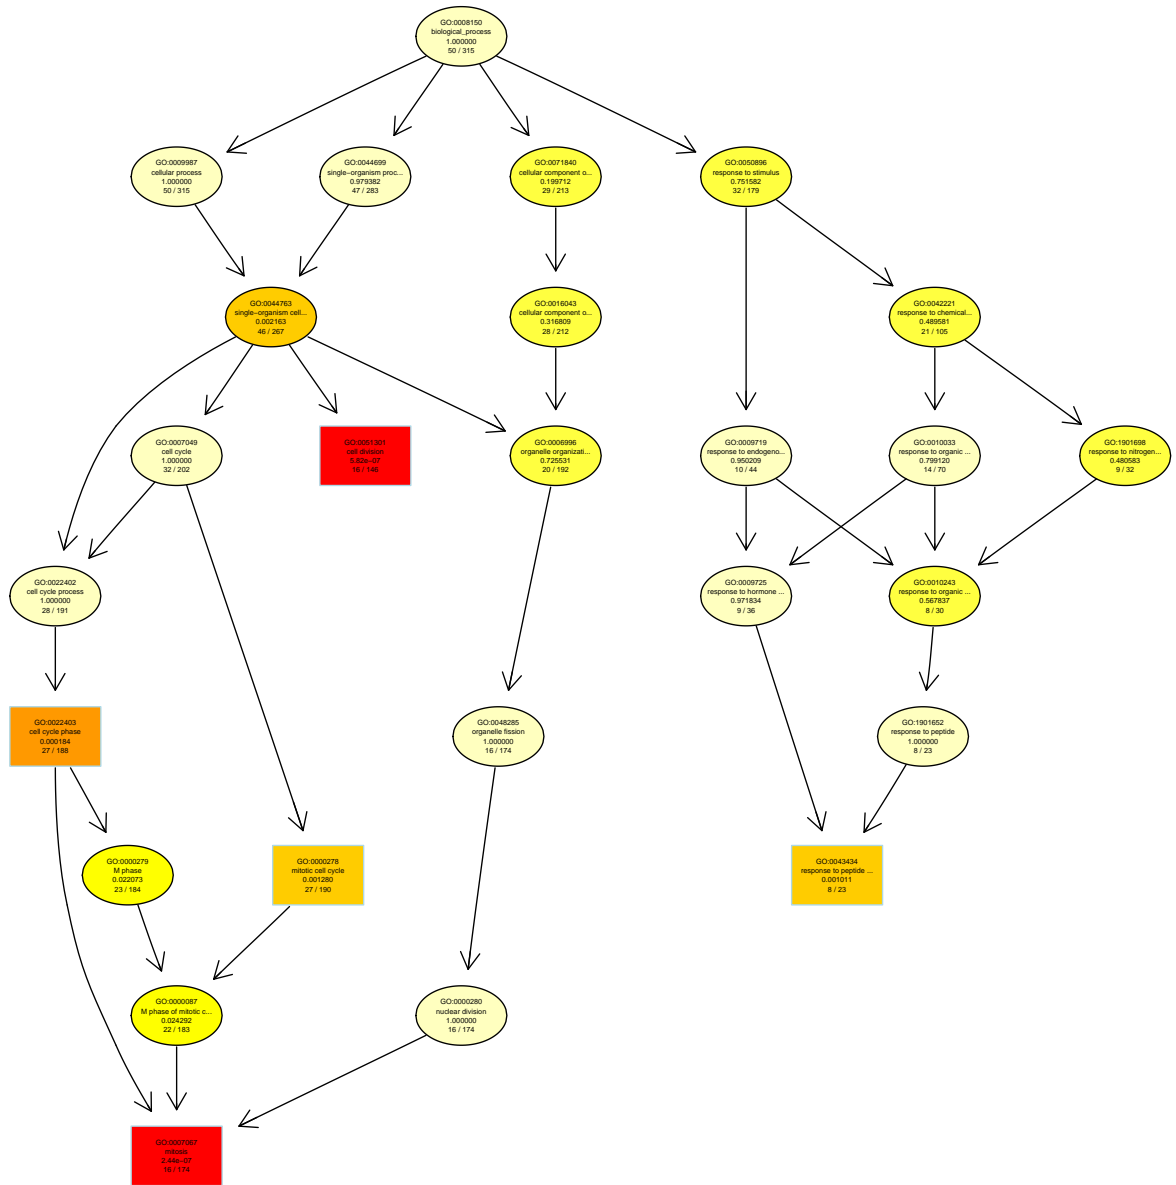 GO:0008150
biological_process
1.000000
50 / 315
GO:0009987
cellular process
1.000000
50 / 315
GO:0044699
single−organism proc...
0.979382
47 / 283
GO:0071840
cellular component o...
0.199712
29 / 213
GO:0050896
response to stimulus
0.751582
32 / 179
GO:0044763
single−organism cell...
0.002163
46 / 267
GO:0016043
cellular component o...
0.316809
28 / 212
GO:0042221
response to chemical...
0.489581
21 / 105
GO:0007049
cell cycle
1.000000
32 / 202
GO:0051301
cell division
8.82e−07
16 / 146
GO:0006996
organelle organizati...
0.725531
20 / 192
GO:0009719
response to endogeno...
0.950209
10 / 44
GO:0010033
response to organic ...
0.799120
14 / 70
GO:1901698
response to nitrogen...
0.480583
9 / 32
GO:0022402
cell cycle process
1.000000
28 / 191
GO:0009725
response to hormone ...
0.971834
9 / 36
GO:0010243
response to organic ...
0.567837
8 / 30
GO:0022403
cell cycle phase
0.000184
27 / 188
GO:0048285
organelle fission
1.000000
16 / 174
GO:1901652
response to peptide
1.000000
8 / 23
GO:0000279
M phase
0.022073
23 / 184
GO:0000278
mitotic cell cycle
0.001280
27 / 190
GO:0043434
response to peptide ...
0.001011
8 / 23
GO:0000087
M phase of mitotic c...
0.024292
22 / 183
GO:0000280
nuclear division
1.000000
16 / 174
GO:0007067
mitosis
2.44e−07
16 / 174